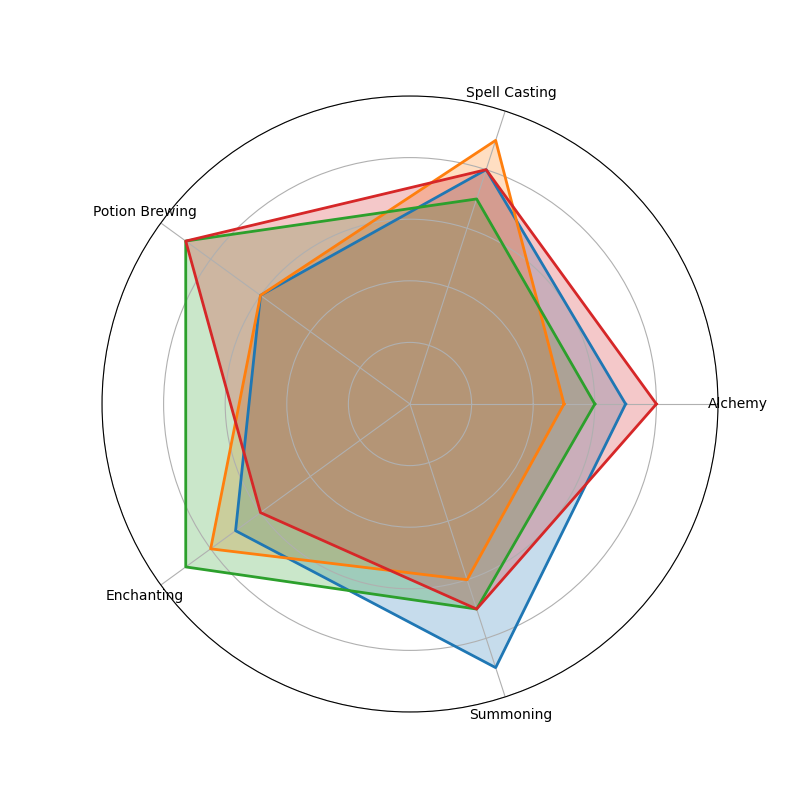 Spell Casting
Potion Brewing
Alchemy
Enchanting
Summoning